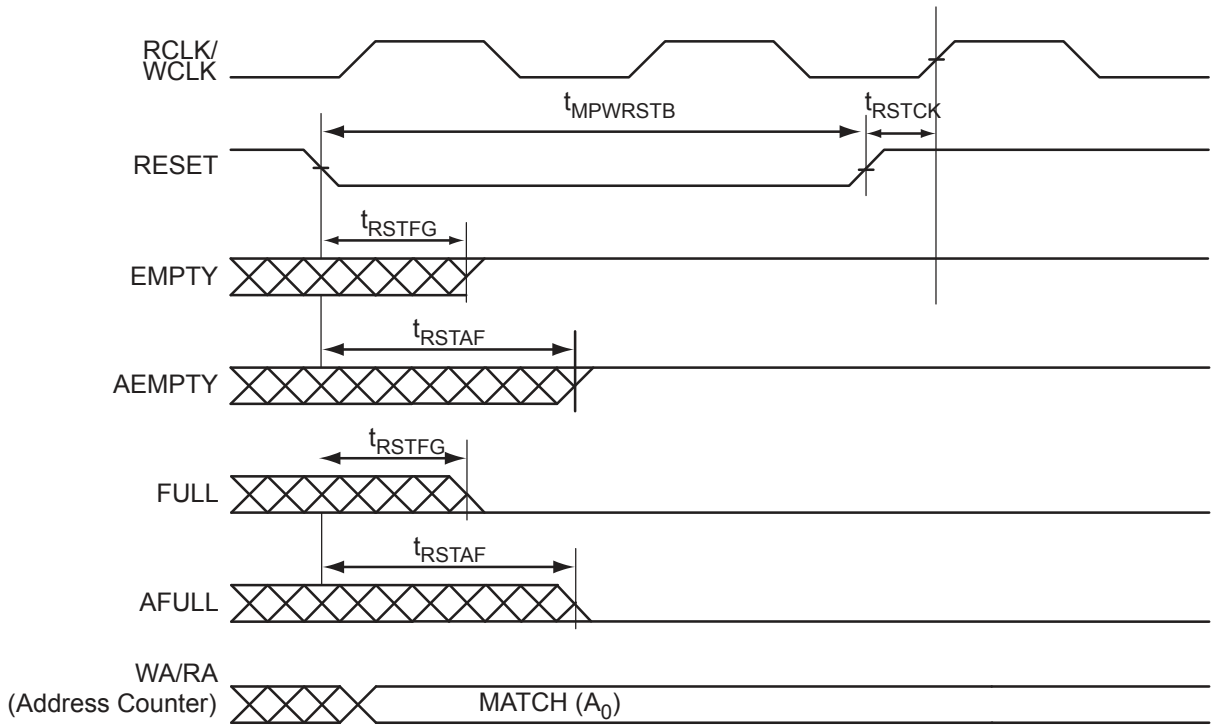 RCLK/
WCLK
tMPWRSTB
tRSTCK
RESET
tRSTFG
EMPTY
tRSTAF
AEMPTY
tRSTFG
FULL
tRSTAF
AFULL
WA/RA
(Address Counter)
MATCH (A0)